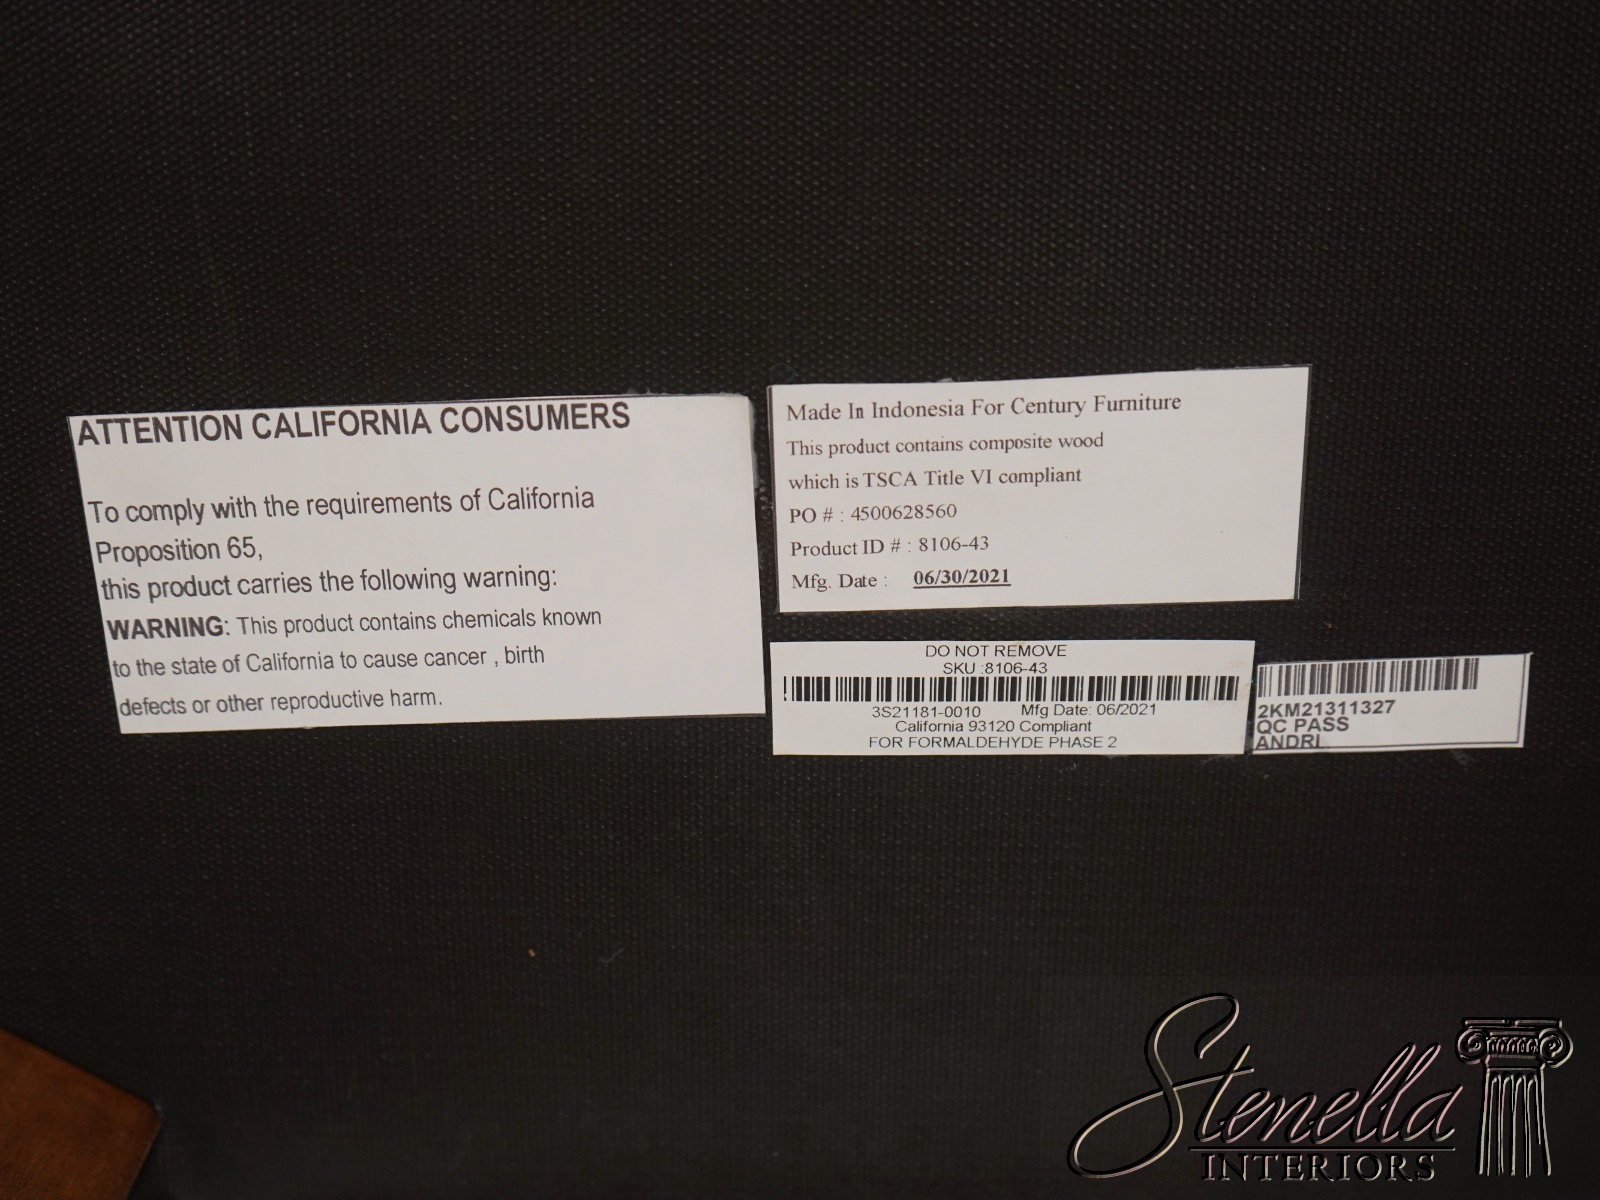 ATTENTION CALIFORNIA CONSUMERS
To comply with the requirements of California
Proposition 65,
this product carries the following warning:
WARNING: This product contains chemicals known
to the state of California to cause cancer , birth
defects or other reproductive harm.
Made In Indonesia For Century Furniture
This product contains composite wood
which is TSCA Title VI compliant
PO # : 4500628560
Product ID # : 8106-43
Mfg. Date : 06/30/2021
DO NOT REMOVE
SKU :8106-43
3S21181-0010 Mfg Date: 06/2021
California 93120 Compliant
FOR FORMALDEHYDE PHASE 2
2KM21311327
QC PASS
ANDRI
Stenella
INTERIORS